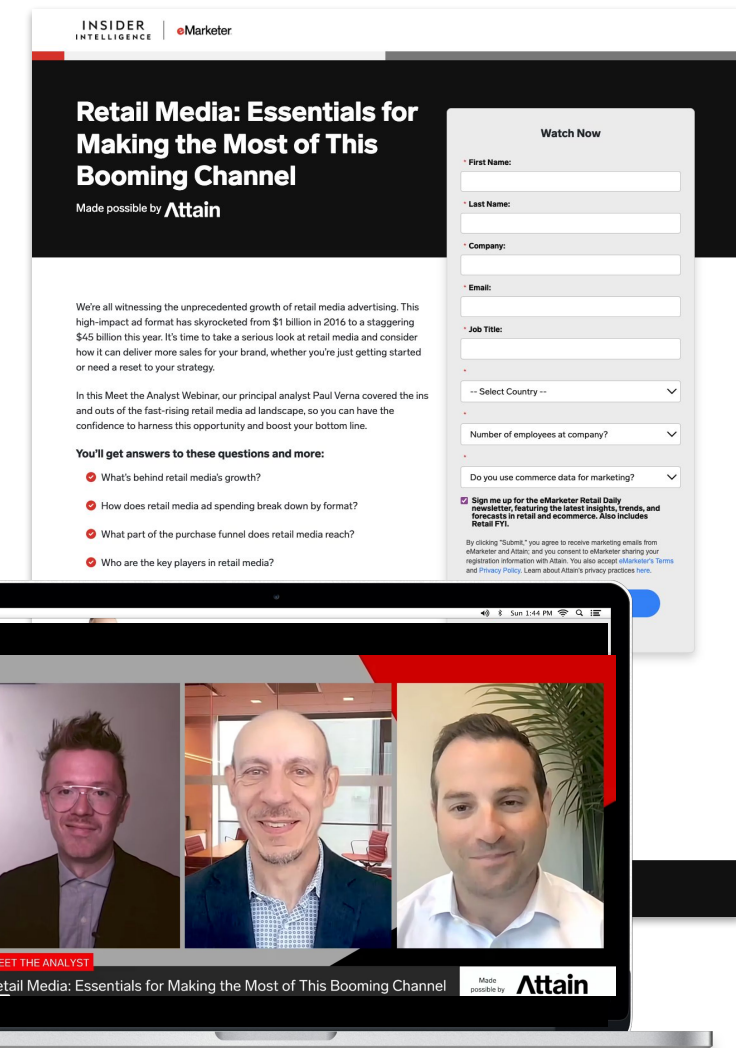 INSIDER
INTELLIGENCE
eMarketer
Retail Media: Essentials for
Making the Most of This
Booming Channel
Made possible by Attain
We're all witnessing the unprecedented growth of retail media advertising. This
high-impact ad format has skyrocketed from $1 billion in 2016 to a staggering
$45 billion this year. It's time to take a serious look at retail media and consider
how it can deliver more sales for your brand, whether you're just getting started
or need a reset to your strategy.
In this Meet the Analyst Webinar, our principal analyst Paul Verna covered the ins
and outs of the fast-rising retail media ad landscape, so you can have the
confidence to harness this opportunity and boost your bottom line.
You'll get answers to these questions and more:
What's behind retail media's growth?
How does retail media ad spending break down by format?
What part of the purchase funnel does retail media reach?
Who are the key players in retail media?
Watch Now
* First Name:
* Last Name:
* Company:
* Email:
* Job Title:
*
-- Select Country --
*
Number of employees at company?
*
Do you use commerce data for marketing?
Sign me up for the eMarketer Retail Daily
newsletter, featuring the latest insights, trends, and
forecasts in retail and ecommerce. Also includes
Retail FYI.
By clicking "Submit," you agree to receive marketing emails from
eMarketer and Attain; and you consent to eMarketer sharing your
registration information with Attain. You also accept eMarketer's Terms
and Privacy Policy. Learn about Attain's privacy practices here.
Sun 1:44 PM
EET THE ANALYST
etail Media: Essentials for Making the Most of This Booming Channel
Made
possible by Attain